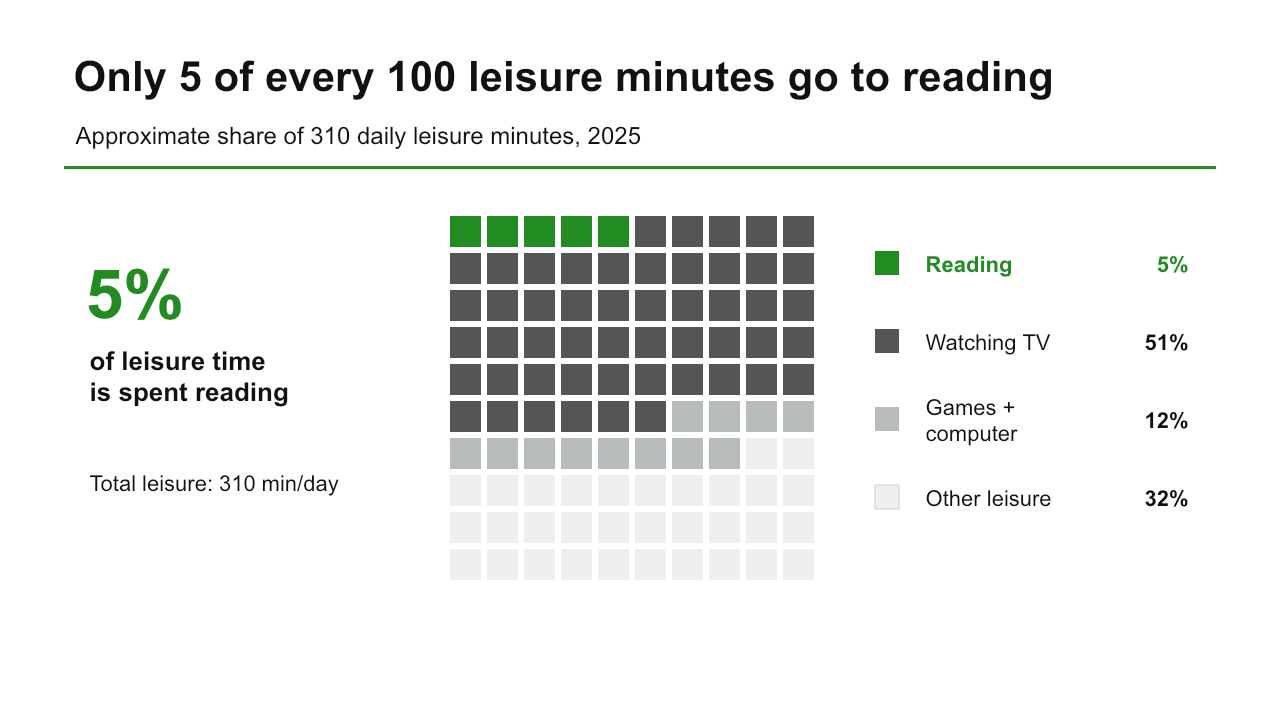 Only 5 of every 100 leisure minutes go to reading
Approximate share of 310 daily leisure minutes, 2025
5%
of leisure time
is spent reading
Total leisure: 310 min/day
Reading 5%
Watching TV 51%
Games +
computer 12%
Other leisure 32%